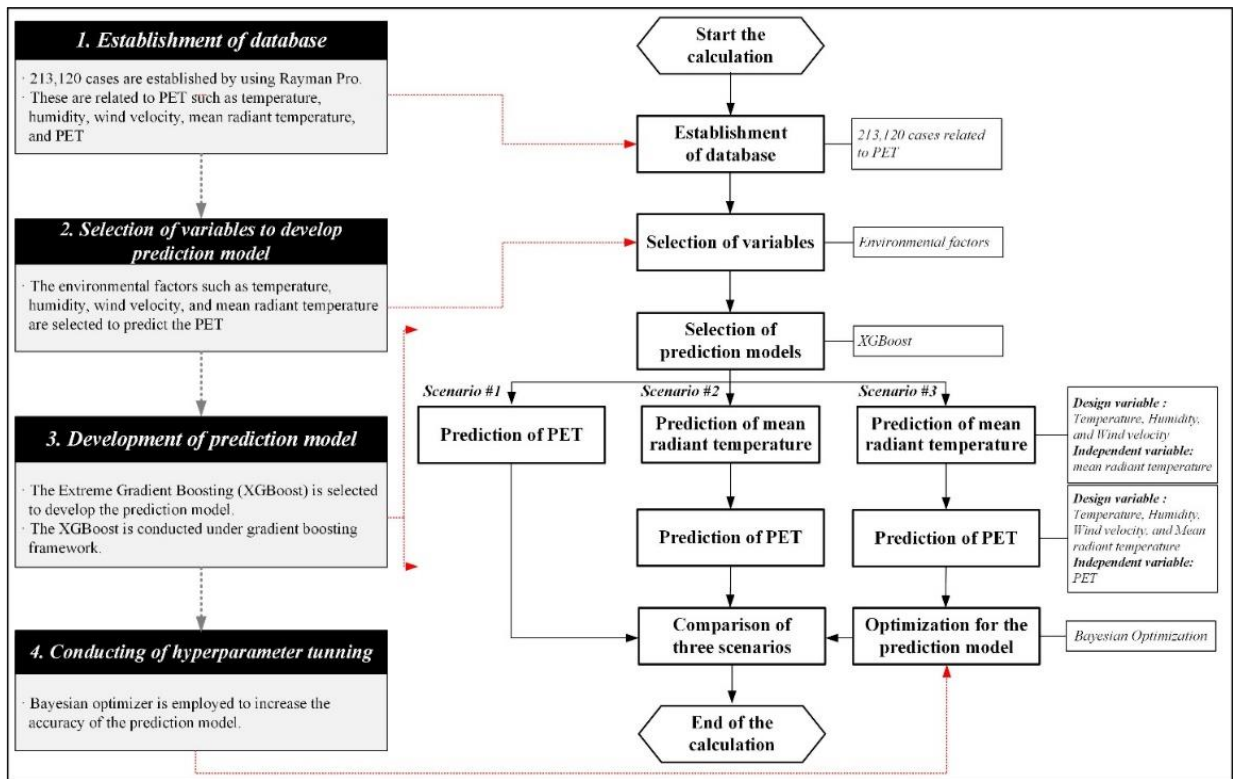 1. Establishment of database
· 213,120 cases are established by using Rayman Pro.
· These are related to PET such as temperature,
humidity, wind velocity, mean radiant temperature,
and PET
2. Selection of variables to develop
prediction model
· The environmental factors such as temperature,
humidity, wind velocity, and mean radiant temperature
are selected to predict the PET
3. Development of prediction model
· The Extreme Gradient Boosting (XGBoost) is selected
to develop the prediction model.
· The XGBoost is conducted under gradient boosting
framework.
4. Conducting of hyperparameter tunning
· Bayesian optimizer is employed to increase the
accuracy of the prediction model.
Start the
calculation
Establishment
of database
213,120 cases related
to PET
Selection of variables
Environmental factors
Selection of
prediction models
XGBoost
Scenario #1
Scenario #2
Scenario #3
Prediction of PET
Prediction of mean
radiant temperature
Prediction of mean
radiant temperature
Design variable :
Temperature, Humidity,
and Wind velocity
Independent variable:
mean radiant temperature
Prediction of PET
Prediction of PET
Design variable :
Temperature, Humidity,
Wind velocity, and Mean
radiant temperature
Independent variable:
PET
Comparison of
three scenarios
Optimization for the
prediction model
Bayesian Optimization
End of the
calculation